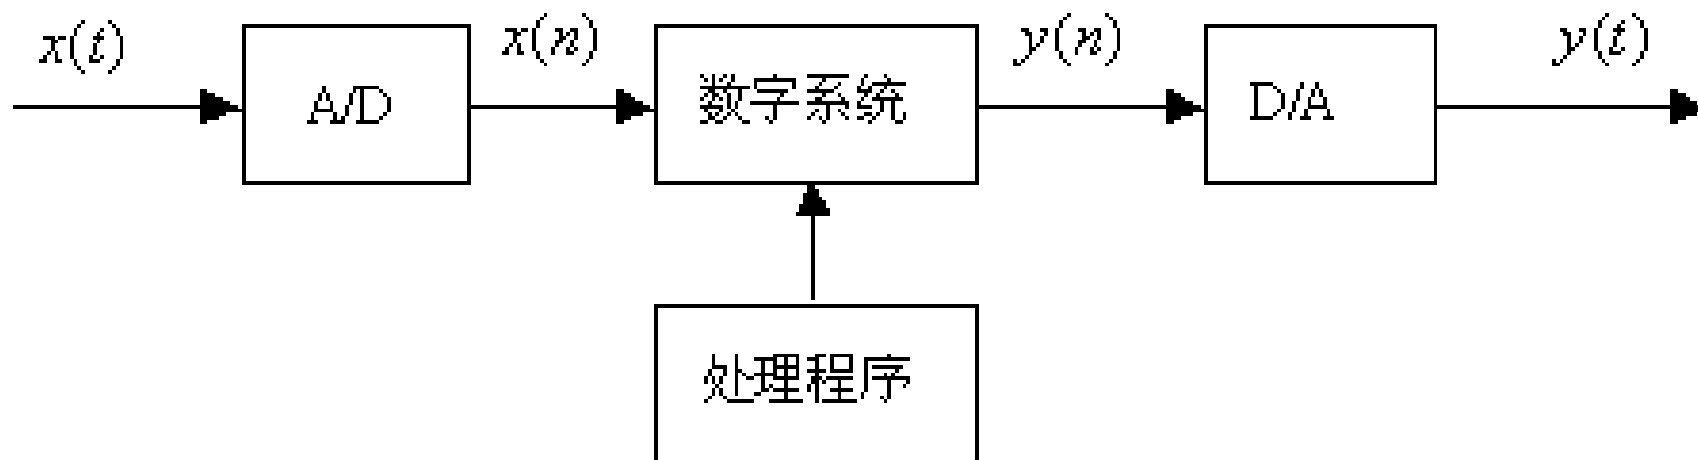 x(t)
A/D
x(n)
数字系统
y(n)
D/A
y(t)
处理程序